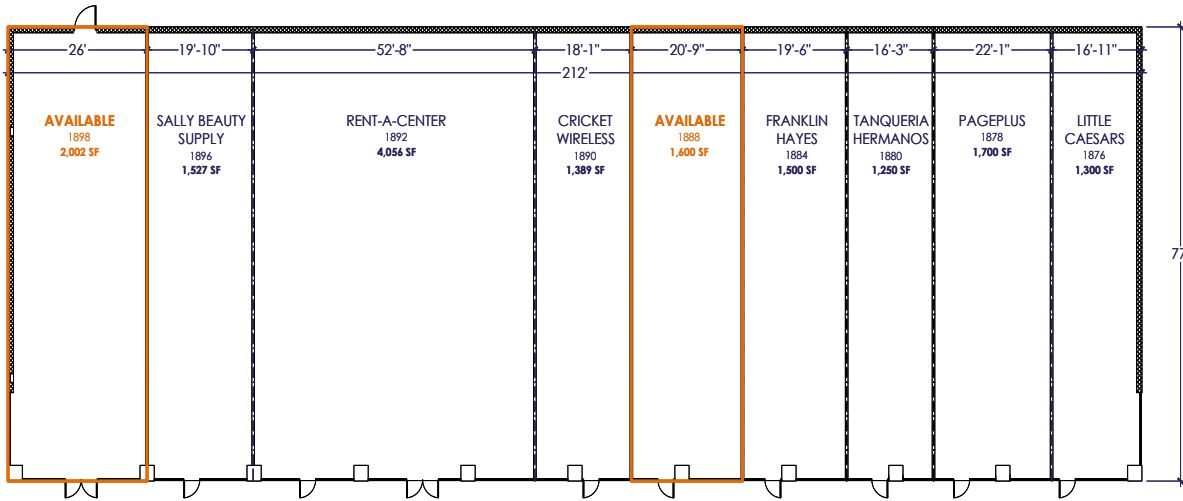 26'
19'-10"
52'-8"
18'-1"
20'-9"
19'-6"
16'-3"
22'-1"
16'-11"
212'
AVAILABLE
1898
2,002 SF
SALLY BEAUTY
SUPPLY
1896
1,527 SF
RENT-A-CENTER
1892
4,056 SF
CRICKET
WIRELESS
1890
1,389 SF
AVAILABLE
1888
1,600 SF
FRANKLIN
HAYES
1884
1,500 SF
TANQUERIA
HERMANOS
1880
1,250 SF
PAGEPLUS
1878
1,700 SF
LITTLE
CAESARS
1876
1,300 SF
77